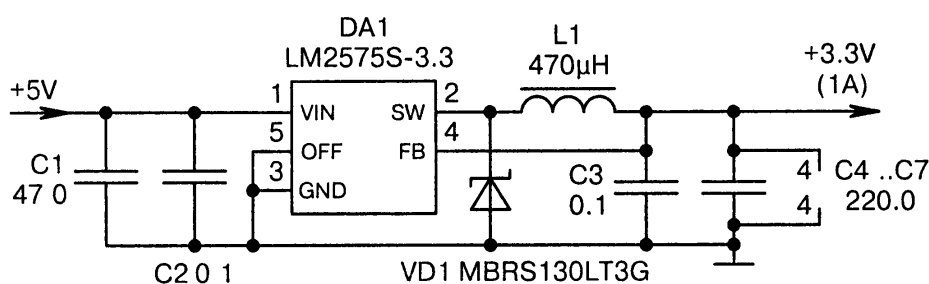 DA1
LM2575S-3.3
L1
470µH
+3.3V
(1A)
+5V
1
VIN
SW
2
5
OFF
FB
4
3
GND
C1
47 0
C3
0.1
4
4
C4 ..C7
220.0
C2 0 1
VD1 MBRS130LT3G